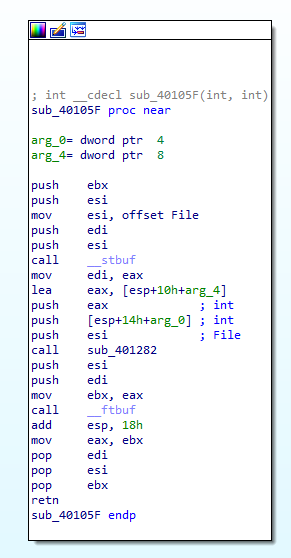 ; int __cdecl sub_40105F(int, int)
sub_40105F proc near
arg_0= dword ptr  4
arg_4= dword ptr  8
push    ebx
push    esi
mov     esi, offset File
push    edi
push    esi
call    __stbuf
mov     edi, eax
lea     eax, [esp+10h+arg_4]
push    eax             ; int
push    [esp+14h+arg_0] ; int
push    esi             ; File
call    sub_401282
push    esi
push    edi
mov     ebx, eax
call    __ftbuf
add     esp, 18h
mov     eax, ebx
pop     edi
pop     esi
pop     ebx
retn
sub_40105F endp